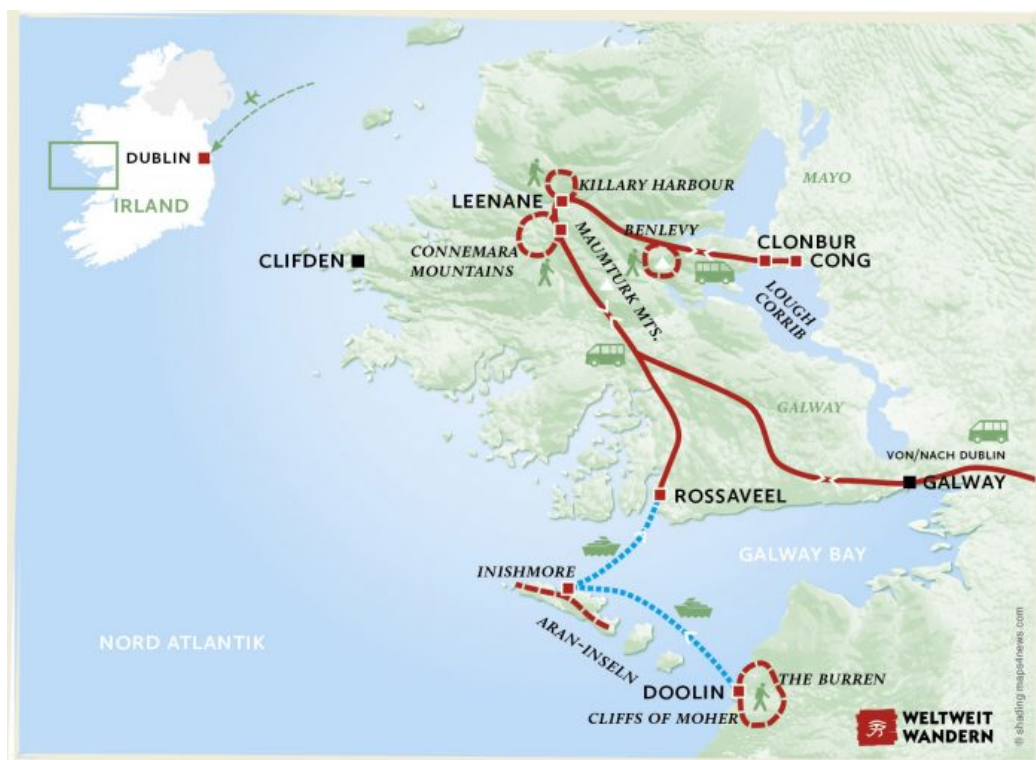 DUBLIN
IRLAND
MAYO
KILLARY HARBOUR
LEENANE
BENLEVY
CLONBUR
CONG
CONNEMARA
MOUNTAINS
CLIFDEN
MAUMTURK MTS.
LOUGH
CORRIB
GALWAY
VON/NACH DUBLIN
GALWAY
ROSSAVEEL
GALWAY BAY
INISHMORE
ARAN-INSELN
NORD ATLANTIK
THE BURREN
DOOLIN
CLIFFS OF MOHER
WELTWEIT
WANDERN
© shading maps4news.com